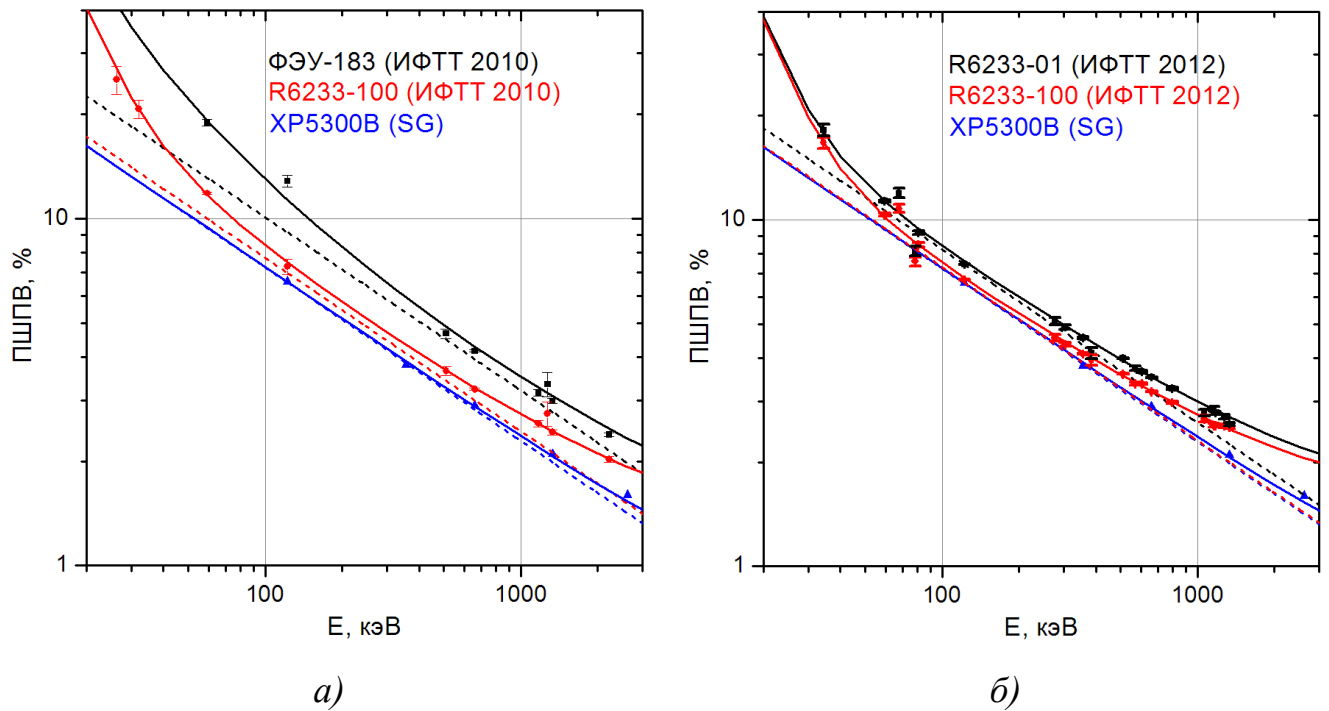 ФЭУ-183 (ИФТТ 2010)
R6233-100 (ИФТТ 2010)
XP5300B (SG)
10
1
ПШПВ, %
100
1000
E, кэВ
а)
R6233-01 (ИФТТ 2012)
R6233-100 (ИФТТ 2012)
XP5300B (SG)
10
1
ПШПВ, %
100
1000
E, кэВ
б)